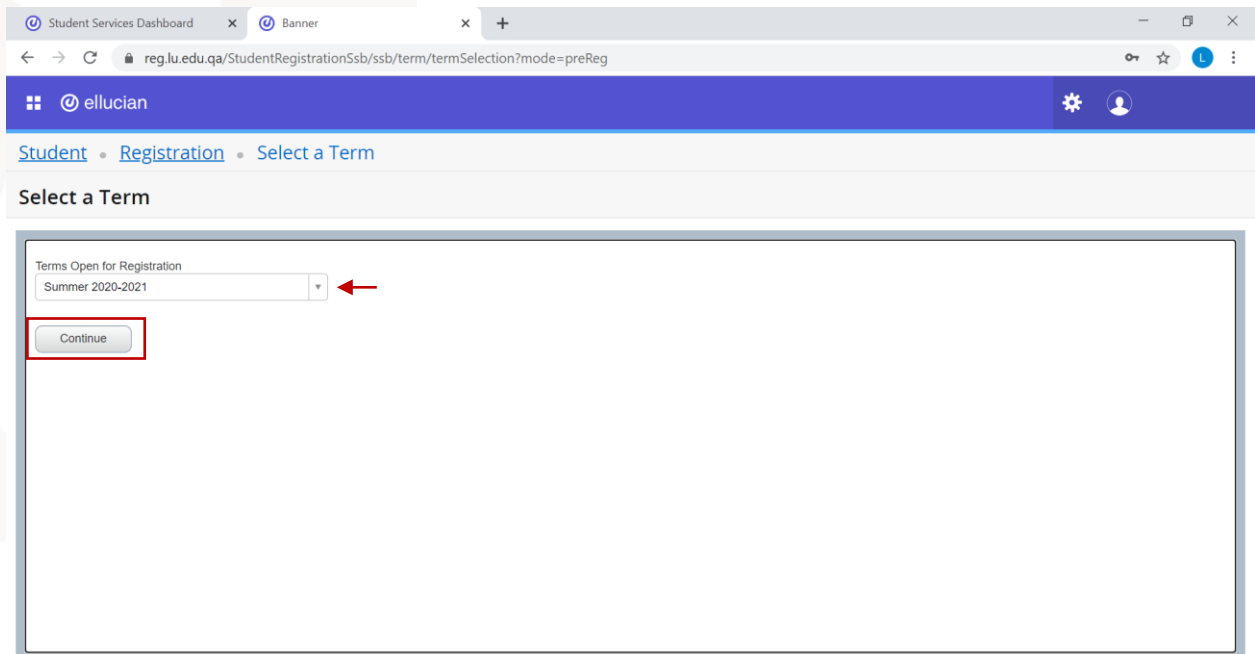 Student Services Dashboard
Banner
reg.lu.edu.qa/StudentRegistrationSsb/ssb/term/termSelection?mode=preReg
L
ellucian
Student • Registration • Select a Term
Select a Term
Terms Open for Registration
Summer 2020-2021
Continue